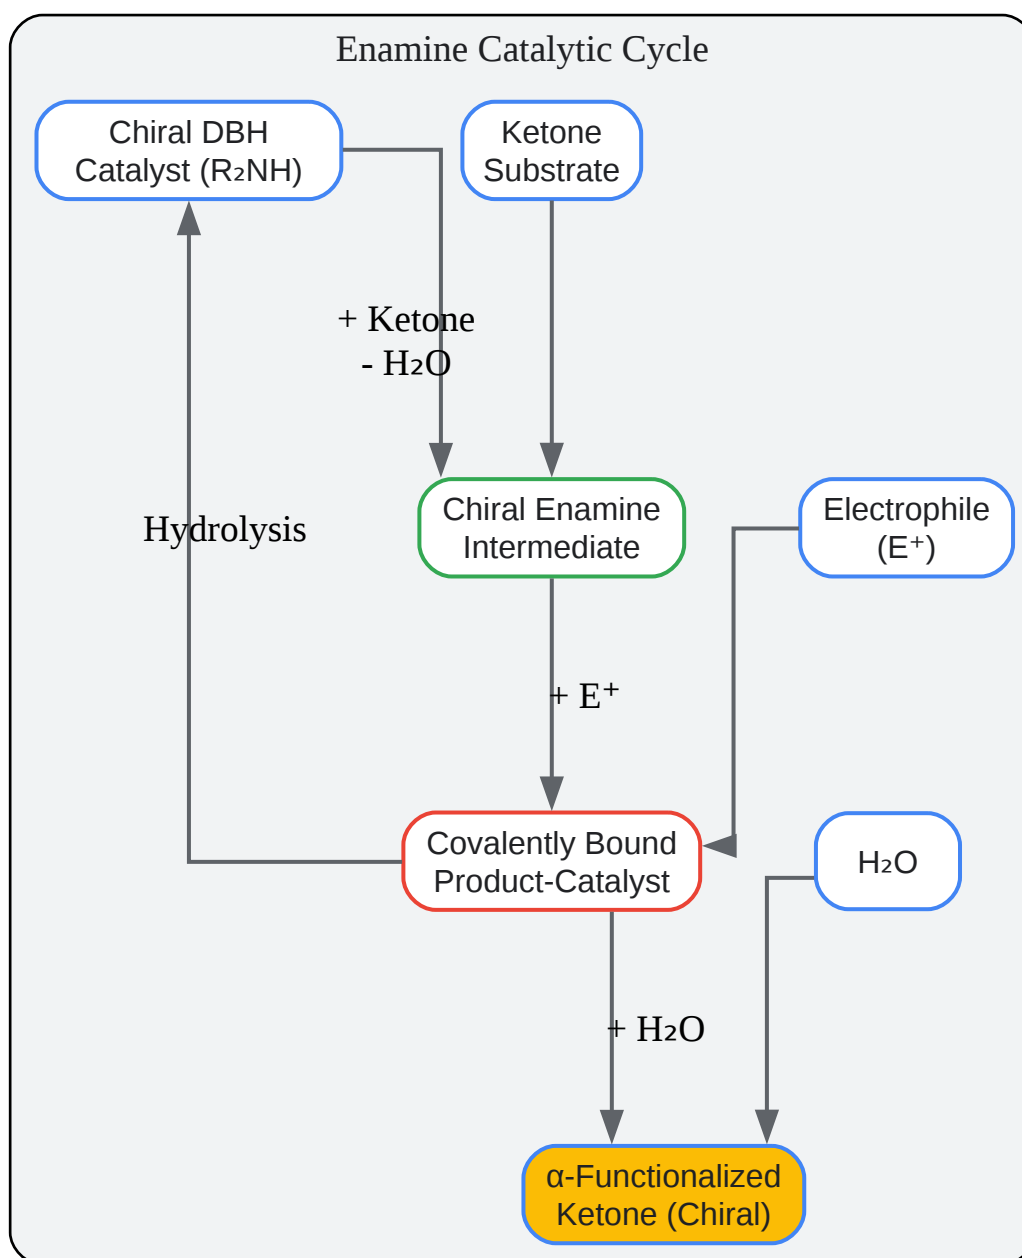 Enamine Catalytic Cycle
Chiral DBH
Catalyst (R₂NH)
Ketone
Substrate
+ Ketone
- H₂O
Chiral Enamine
Intermediate
Electrophile
(E⁺)
Hydrolysis
+ E⁺
Covalently Bound
Product-Catalyst
H₂O
+ H₂O
α-Functionalized
Ketone (Chiral)